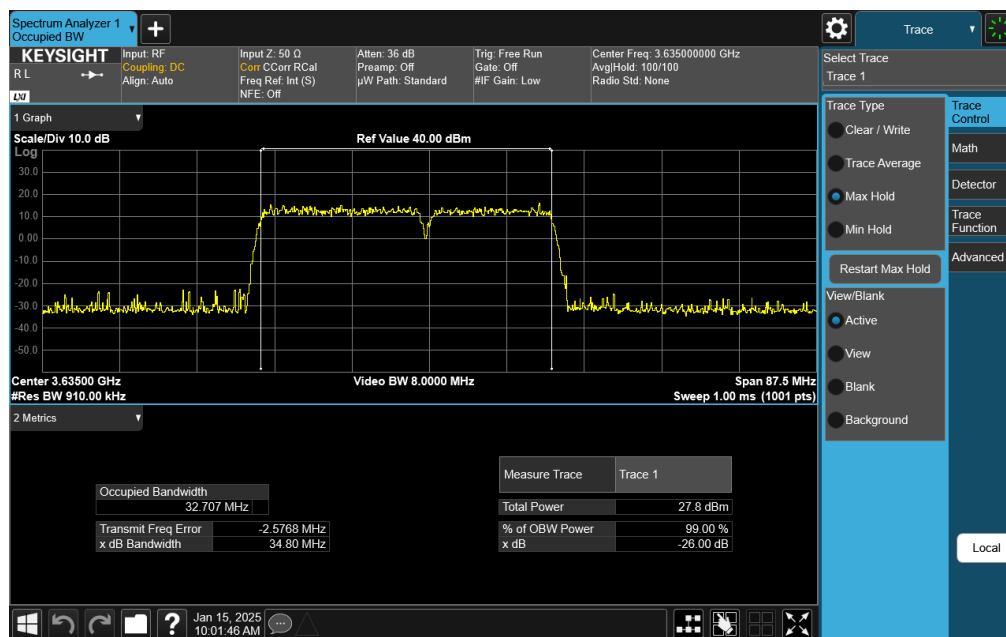 Spectrum Analyzer 1
Occupied BW
Trace
KEYSIGHT
R L
LXI
Input: RF
Coupling: DC
Align: Auto
Input Z: 50 Ω
Corr CCorr RCal
Freq Ref: Int (S)
NFE: Off
Atten: 36 dB
Preamp: Off
µW Path: Standard
Trig: Free Run
Gate: Off
#IF Gain: Low
Center Freq: 3.635000000 GHz
Avg|Hold: 100/100
Radio Std: None
Select Trace
Trace 1
1 Graph
Scale/Div 10.0 dB
Ref Value 40.00 dBm
Log
30.0
20.0
10.0
0.00
-10.0
-20.0
-30.0
-40.0
-50.0
Center 3.63500 GHz
Video BW 8.0000 MHz
Span 87.5 MHz
#Res BW 910.00 kHz
Sweep 1.00 ms (1001 pts)
Trace Type
Clear / Write
Trace Average
Max Hold
Min Hold
Restart Max Hold
View/Blank
Active
View
Blank
Background
Trace
Control
Math
Detector
Trace
Function
Advanced
Local
2 Metrics
Occupied Bandwidth
32.707 MHz
Transmit Freq Error -2.5768 MHz
x dB Bandwidth 34.80 MHz
Measure Trace Trace 1
Total Power 27.8 dBm
% of OBW Power 99.00 %
x dB -26.00 dB
?
Jan 15, 2025
10:01:46 AM